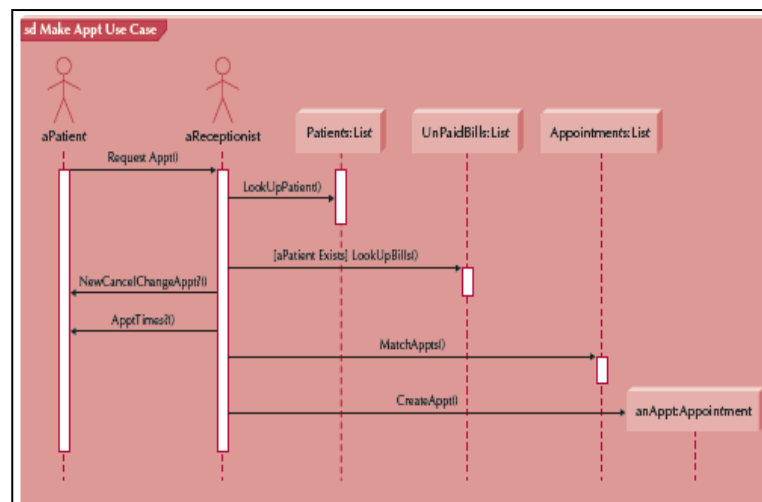 sd Make Appt Use Case
aPatient
aReceptionist
Patients:List
UnPaidBills:List
Appointments:List
Request Appt()
LookUpPatient()
[aPatient Exists] LookUpBills()
NewCancelChangeAppt?()
ApptTimes?()
MatchAppts()
CreateAppt()
anAppt:Appointment